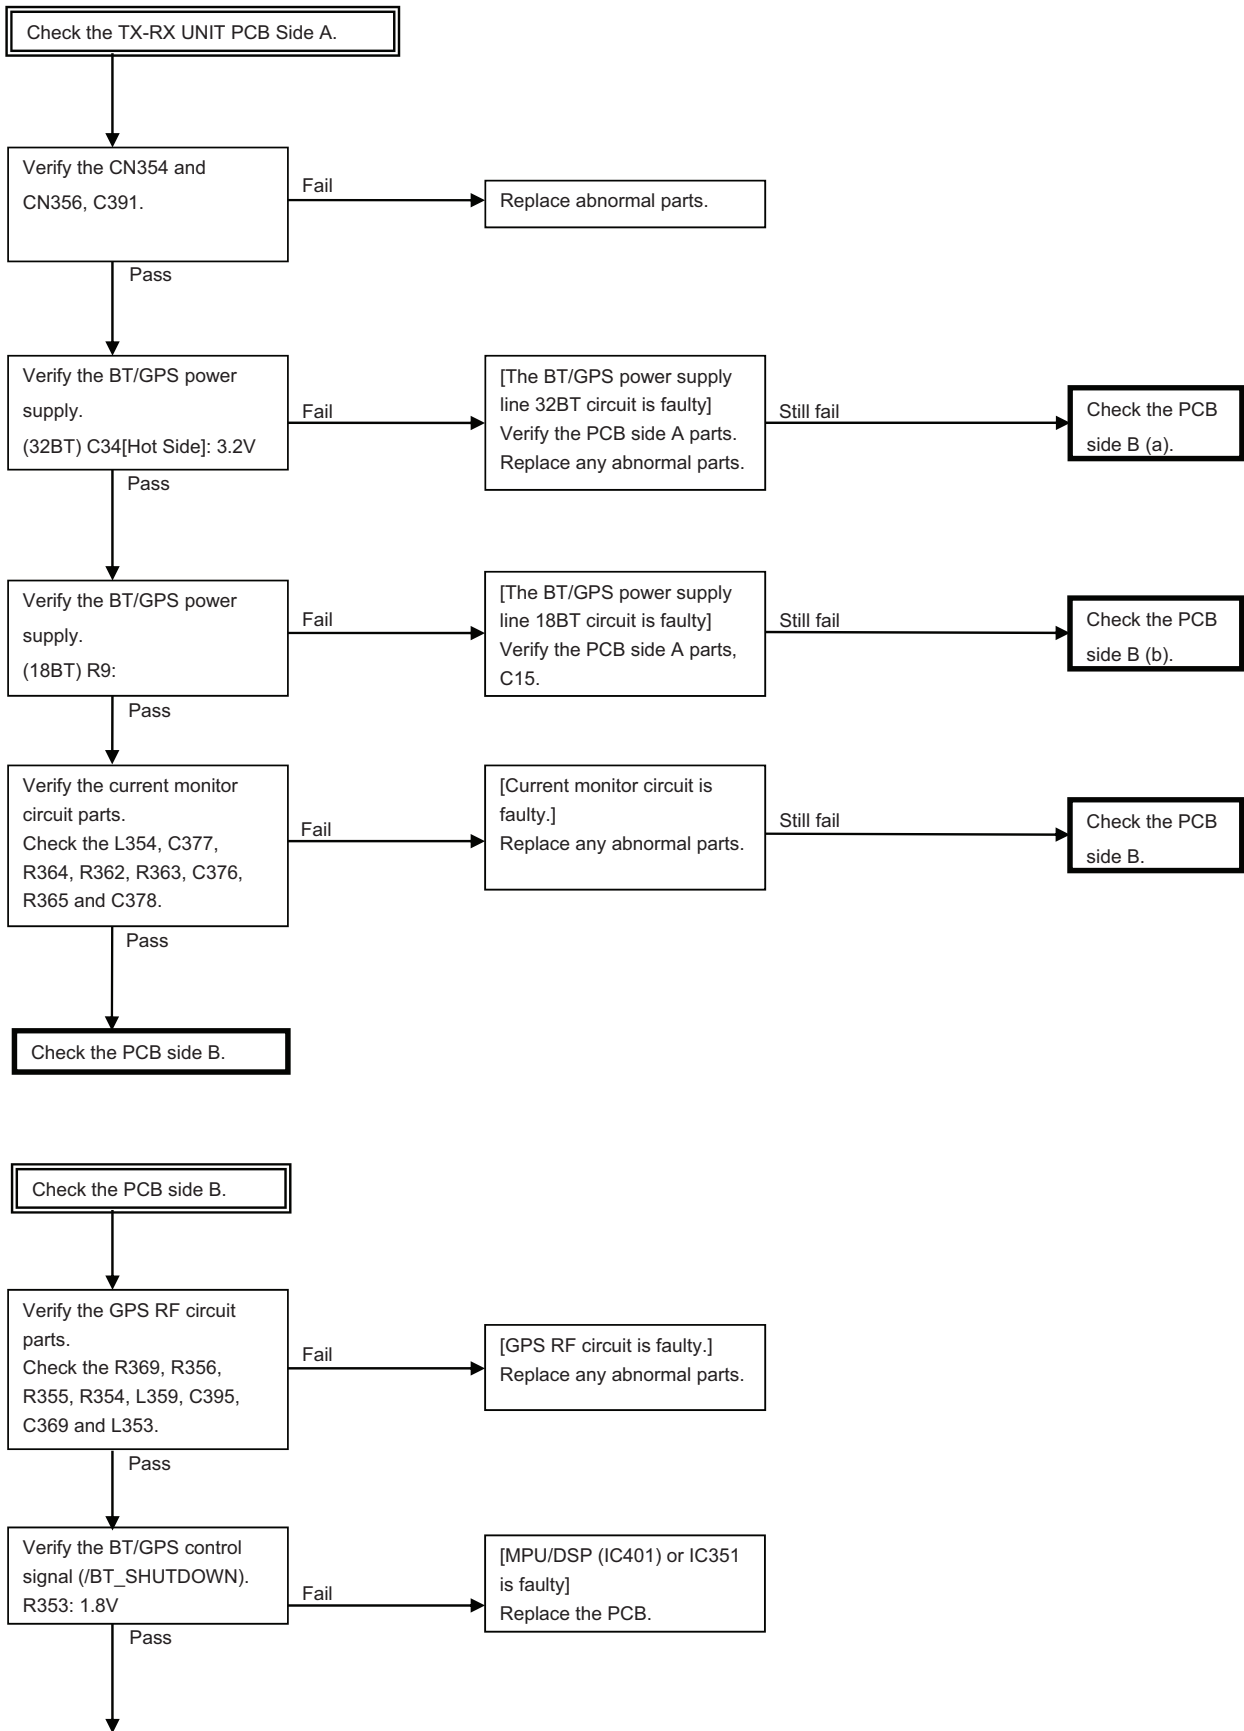 Check the TX-RX UNIT PCB Side A.
Verify the CN354 and
CN356, C391.
Fail
Replace abnormal parts.
Pass
Verify the BT/GPS power
supply.
(32BT) C34[Hot Side]: 3.2V
Fail
[The BT/GPS power supply
line 32BT circuit is faulty]
Verify the PCB side A parts.
Replace any abnormal parts.
Still fail
Check the PCB
side B (a).
Pass
Verify the BT/GPS power
supply.
(18BT) R9:
Fail
[The BT/GPS power supply
line 18BT circuit is faulty]
Verify the PCB side A parts,
C15.
Still fail
Check the PCB
side B (b).
Pass
Verify the current monitor
circuit parts.
Check the L354, C377,
R364, R362, R363, C376,
R365 and C378.
Fail
[Current monitor circuit is
faulty.]
Replace any abnormal parts.
Still fail
Check the PCB
side B.
Pass
Check the PCB side B.
Check the PCB side B.
Verify the GPS RF circuit
parts.
Check the R369, R356,
R355, R354, L359, C395,
C369 and L353.
Fail
[GPS RF circuit is faulty.]
Replace any abnormal parts.
Pass
Verify the BT/GPS control
signal (/BT_SHUTDOWN).
R353: 1.8V
Fail
[MPU/DSP (IC401) or IC351
is faulty]
Replace the PCB.
Pass